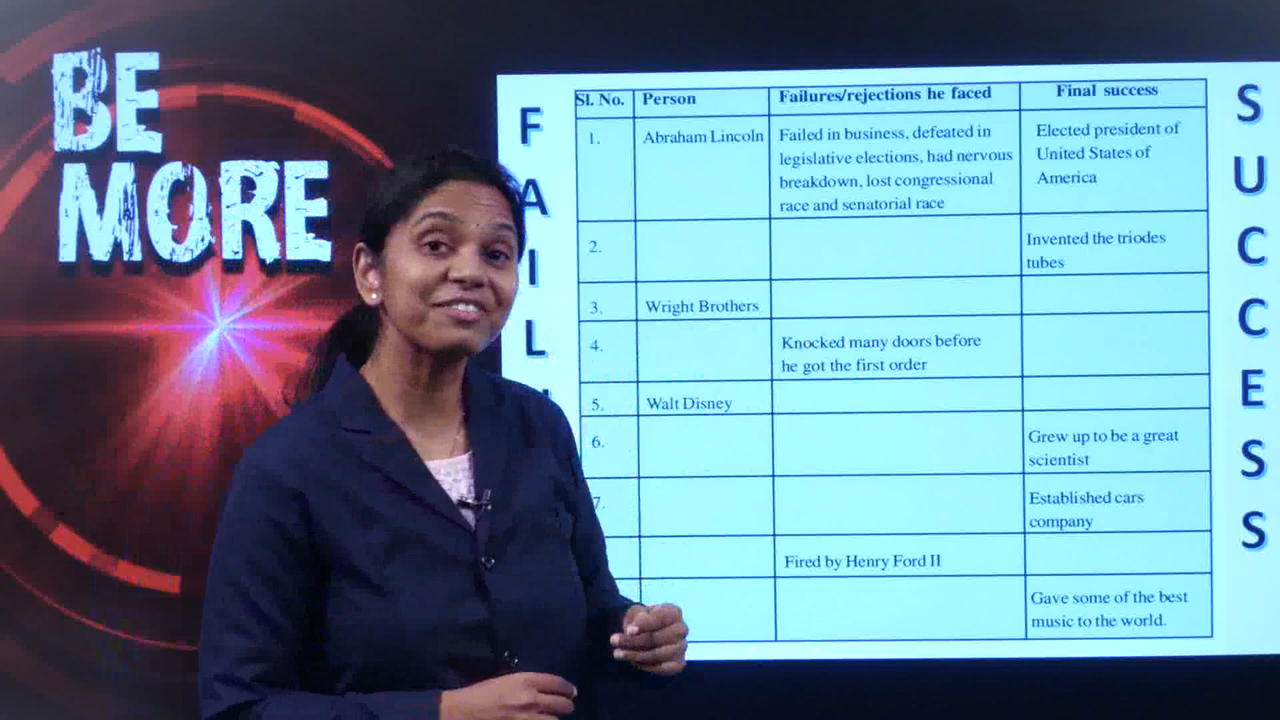 BE
MORE
F
A
I
L
S
U
C
C
E
S
S
Sl. No. Person Failures/rejections he faced Final success
1. Abraham Lincoln Failed in business, defeated in legislative elections, had nervous breakdown, lost congressional race and senatorial race Elected president of United States of America
2. Invented the triodes tubes
3. Wright Brothers
4. Knocked many doors before he got the first order
5. Walt Disney
6. Grew up to be a great scientist
7. Established cars company
Fired by Henry Ford II
Gave some of the best music to the world.